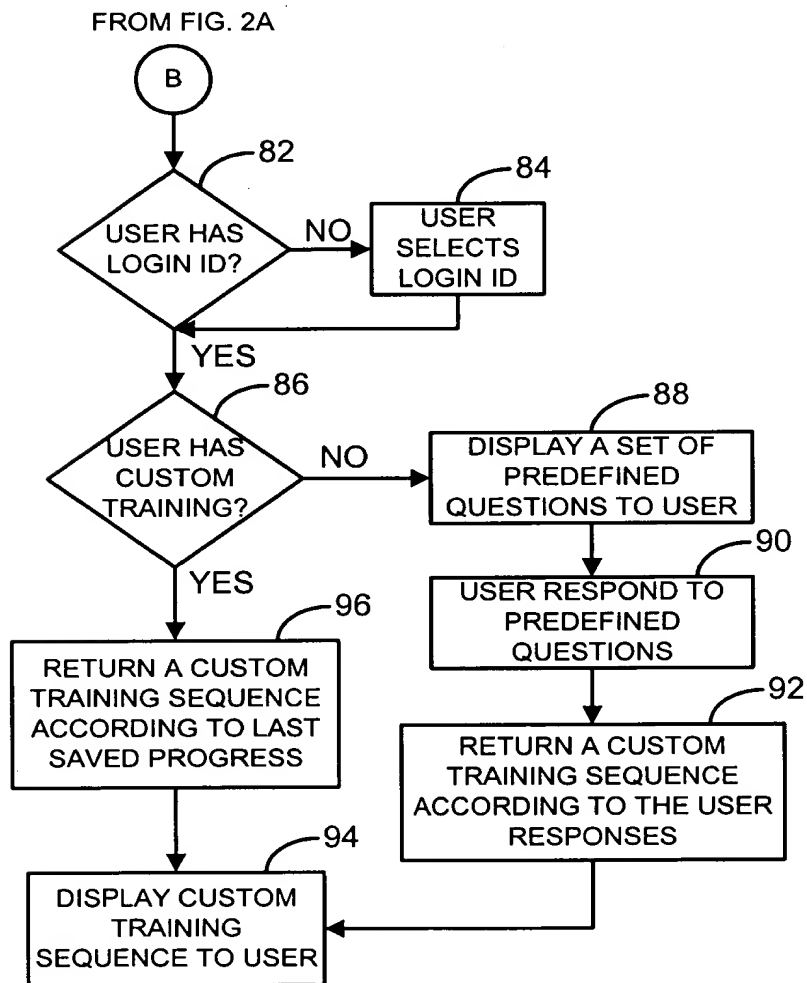 FROM FIG. 2A
B
82
USER HAS
LOGIN ID?
NO
84
USER
SELECTS
LOGIN ID
YES
86
USER HAS
CUSTOM
TRAINING?
NO
88
DISPLAY A SET OF
PREDEFINED
QUESTIONS TO USER
90
USER RESPOND TO
PREDEFINED
QUESTIONS
YES
96
RETURN A CUSTOM
TRAINING SEQUENCE
ACCORDING TO LAST
SAVED PROGRESS
92
RETURN A CUSTOM
TRAINING SEQUENCE
ACCORDING TO THE USER
RESPONSES
94
DISPLAY CUSTOM
TRAINING
SEQUENCE TO USER